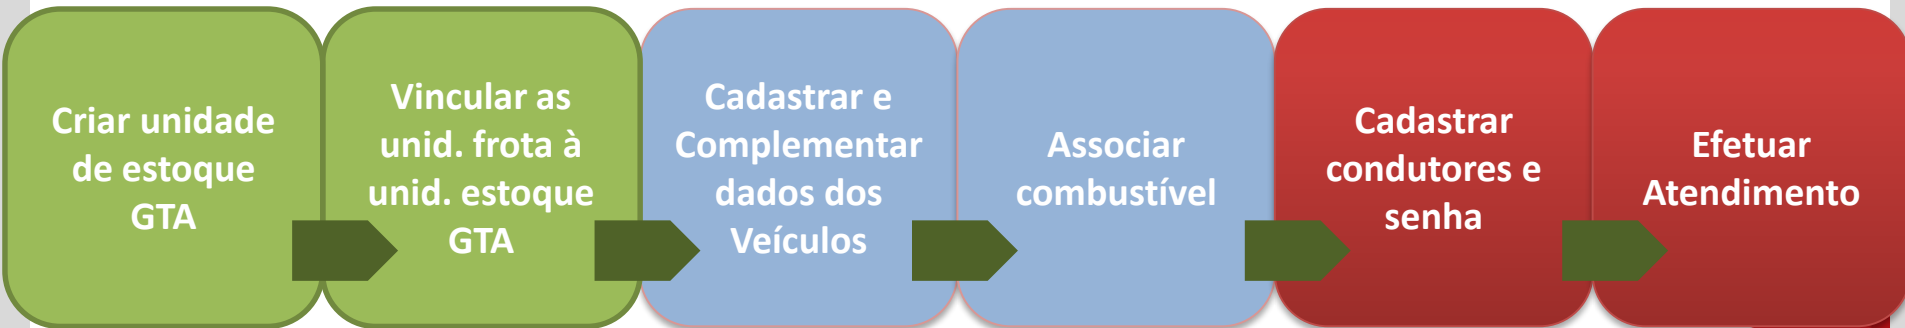 Criar unidade
de estoque
GTA
Vincular as
unid. frota à
unid. estoque
GTA
Cadastrar e
Complementar
dados dos
Veículos
Associar
combustível
Cadastrar
condutores e
senha
Efetuar
Atendimento